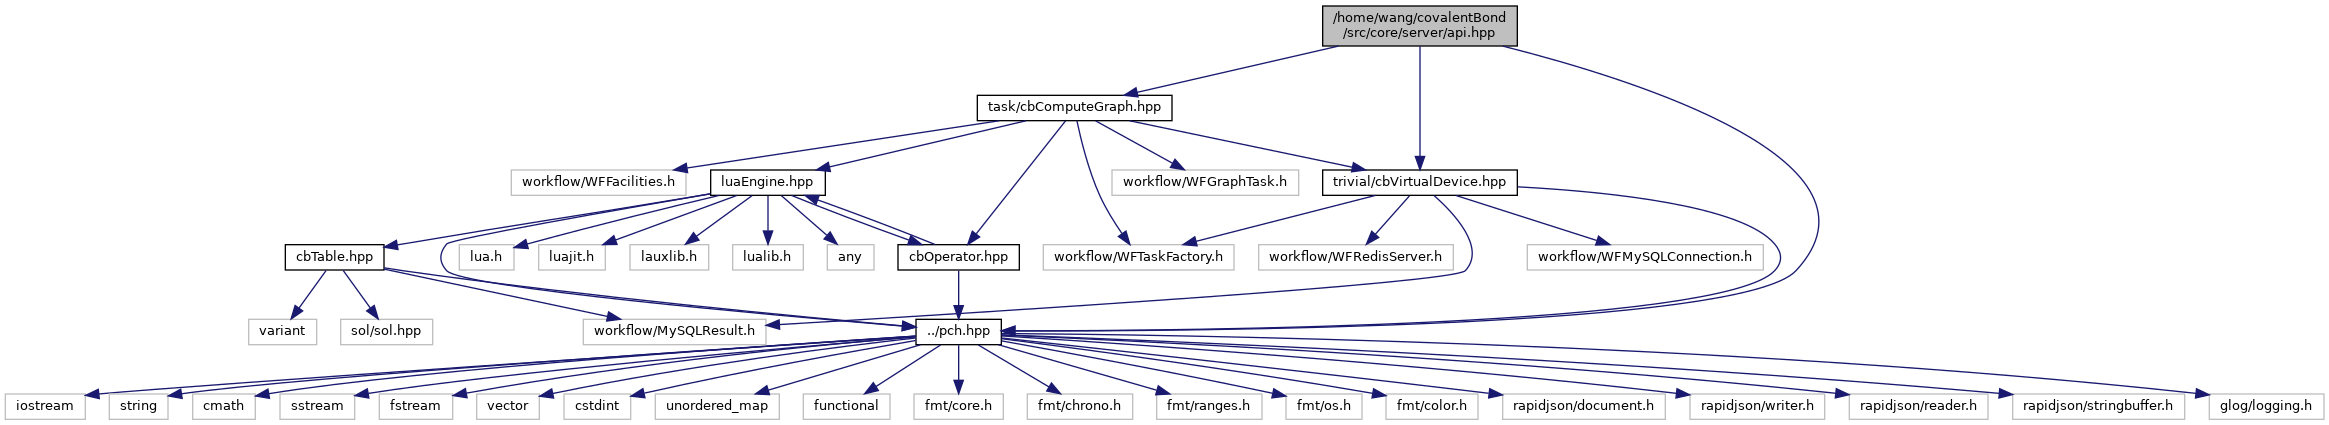 /home/wang/covalentBond
/src/core/server/api.hpp
task/cbComputeGraph.hpp
workflow/WFFacilities.h
luaEngine.hpp
workflow/WFGraphTask.h
trivial/cbVirtualDevice.hpp
cbTable.hpp
lua.h
luajit.h
lauxlib.h
lualib.h
any
cbOperator.hpp
workflow/WFTaskFactory.h
workflow/WFRedisServer.h
workflow/WFMySQLConnection.h
variant
sol/sol.hpp
workflow/MySQLResult.h
../pch.hpp
iostream
string
cmath
sstream
fstream
vector
cstdint
unordered_map
functional
fmt/core.h
fmt/chrono.h
fmt/ranges.h
fmt/os.h
fmt/color.h
rapidjson/document.h
rapidjson/writer.h
rapidjson/reader.h
rapidjson/stringbuffer.h
glog/logging.h